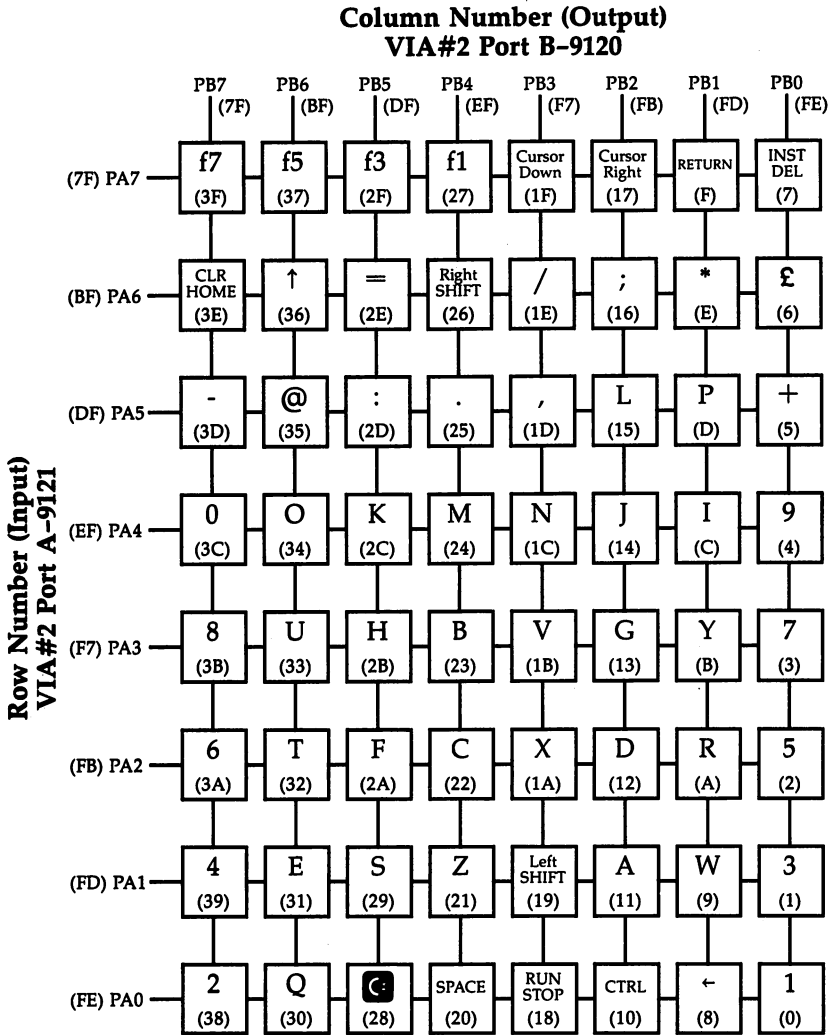 Column Number (Output)
VIA#2 Port B-9120
PB7 PB6 PB5 PB4 PB3 PB2 PB1 PB0
(7F) (BF) (DF) (EF) (F7) (FB) (FD) (FE)
Row Number (Input)
VIA#2 Port A-9121
(7F) PA7
f7 (3F)
f5 (37)
f3 (2F)
f1 (27)
Cursor
Down
(1F)
Cursor
Right
(17)
RETURN
(F)
INST
DEL
(7)
(BF) PA6
CLR
HOME
(3E)
↑ (36)
= (2E)
Right
SHIFT
(26)
/ (1E)
; (16)
* (E)
£ (6)
(DF) PA5
- (3D)
@ (35)
: (2D)
. (25)
, (1D)
L (15)
P (D)
+ (5)
(EF) PA4
0 (3C)
O (34)
K (2C)
M (24)
N (1C)
J (14)
I (C)
9 (4)
(F7) PA3
8 (3B)
U (33)
H (2B)
B (23)
V (1B)
G (13)
Y (B)
7 (3)
(FB) PA2
6 (3A)
T (32)
F (2A)
C (22)
X (1A)
D (12)
R (A)
5 (2)
(FD) PA1
4 (39)
E (31)
S (29)
Z (21)
Left
SHIFT
(19)
A (11)
W (9)
3 (1)
(FE) PA0
2 (38)
Q (30)
(28)
SPACE
(20)
RUN
STOP
(18)
CTRL
(10)
← (8)
1 (0)